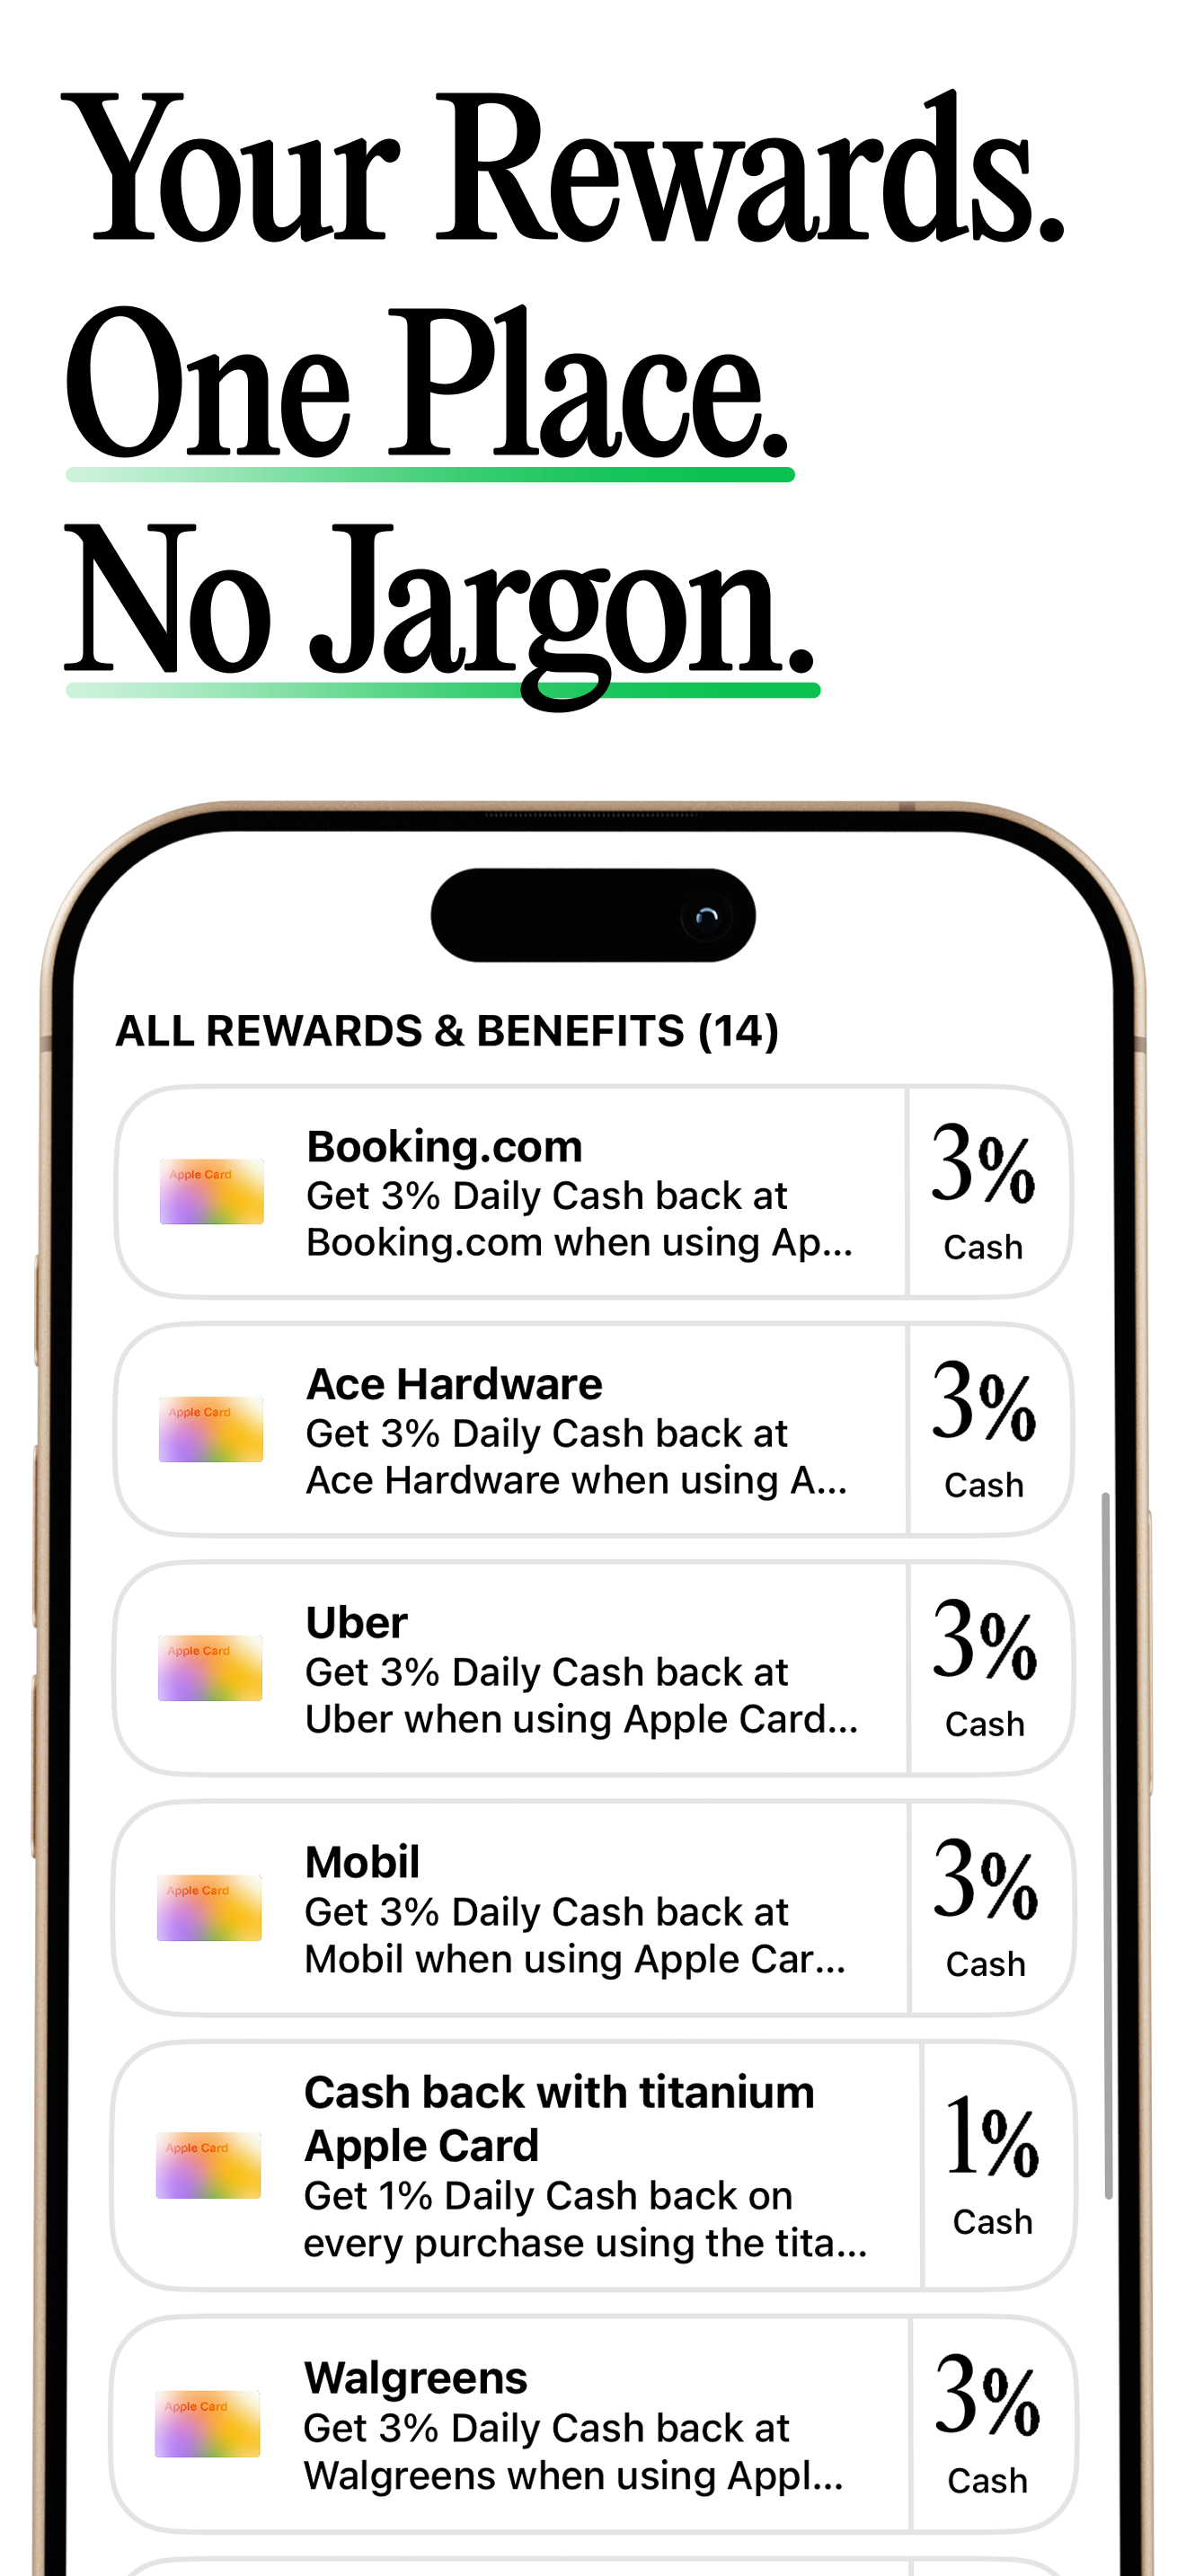 Your Rewards.
One Place.
No Jargon.
ALL REWARDS & BENEFITS (14)
Apple Card
Booking.com
Get 3% Daily Cash back at
Booking.com when using Ap...
3%
Cash
Apple Card
Ace Hardware
Get 3% Daily Cash back at
Ace Hardware when using A...
3%
Cash
Apple Card
Uber
Get 3% Daily Cash back at
Uber when using Apple Card...
3%
Cash
Apple Card
Mobil
Get 3% Daily Cash back at
Mobil when using Apple Car...
3%
Cash
Apple Card
Cash back with titanium
Apple Card
Get 1% Daily Cash back on
every purchase using the tita...
1%
Cash
Apple Card
Walgreens
Get 3% Daily Cash back at
Walgreens when using Appl...
3%
Cash